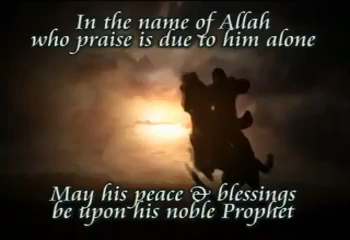 In the name of Allah
who praise is due to him alone
May his peace & blessings
be upon his noble Prophet